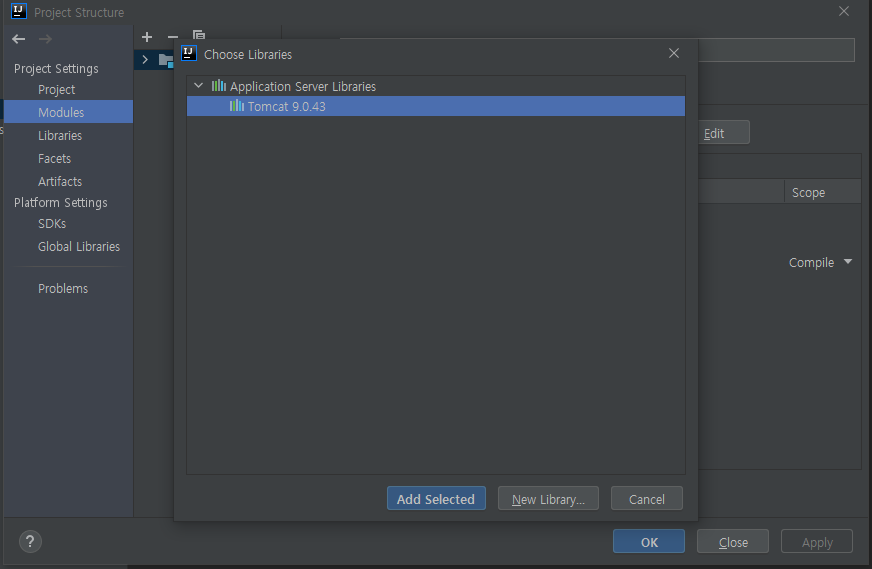 Project Structure
Project Settings
Project
Modules
Libraries
Facets
Artifacts
Platform Settings
SDKs
Global Libraries
Problems
Choose Libraries
Application Server Libraries
Tomcat 9.0.43
Add Selected
New Library...
Cancel
Edit
Scope
Compile
?
OK
Close
Apply